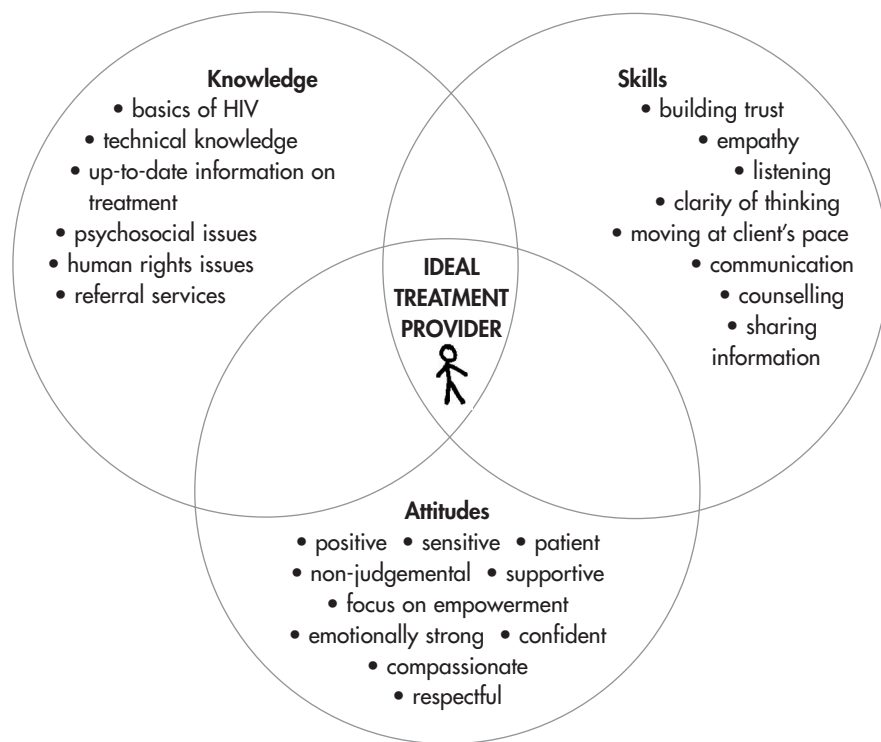 Knowledge
• basics of HIV
• technical knowledge
• up-to-date information on
treatment
• psychosocial issues
• human rights issues
• referral services
Skills
• building trust
• empathy
• listening
• clarity of thinking
• moving at client’s pace
• communication
• counselling
• sharing
information
IDEAL
TREATMENT
PROVIDER
Attitudes
• positive • sensitive • patient
• non-judgemental • supportive
• focus on empowerment
• emotionally strong • confident
• compassionate
• respectful